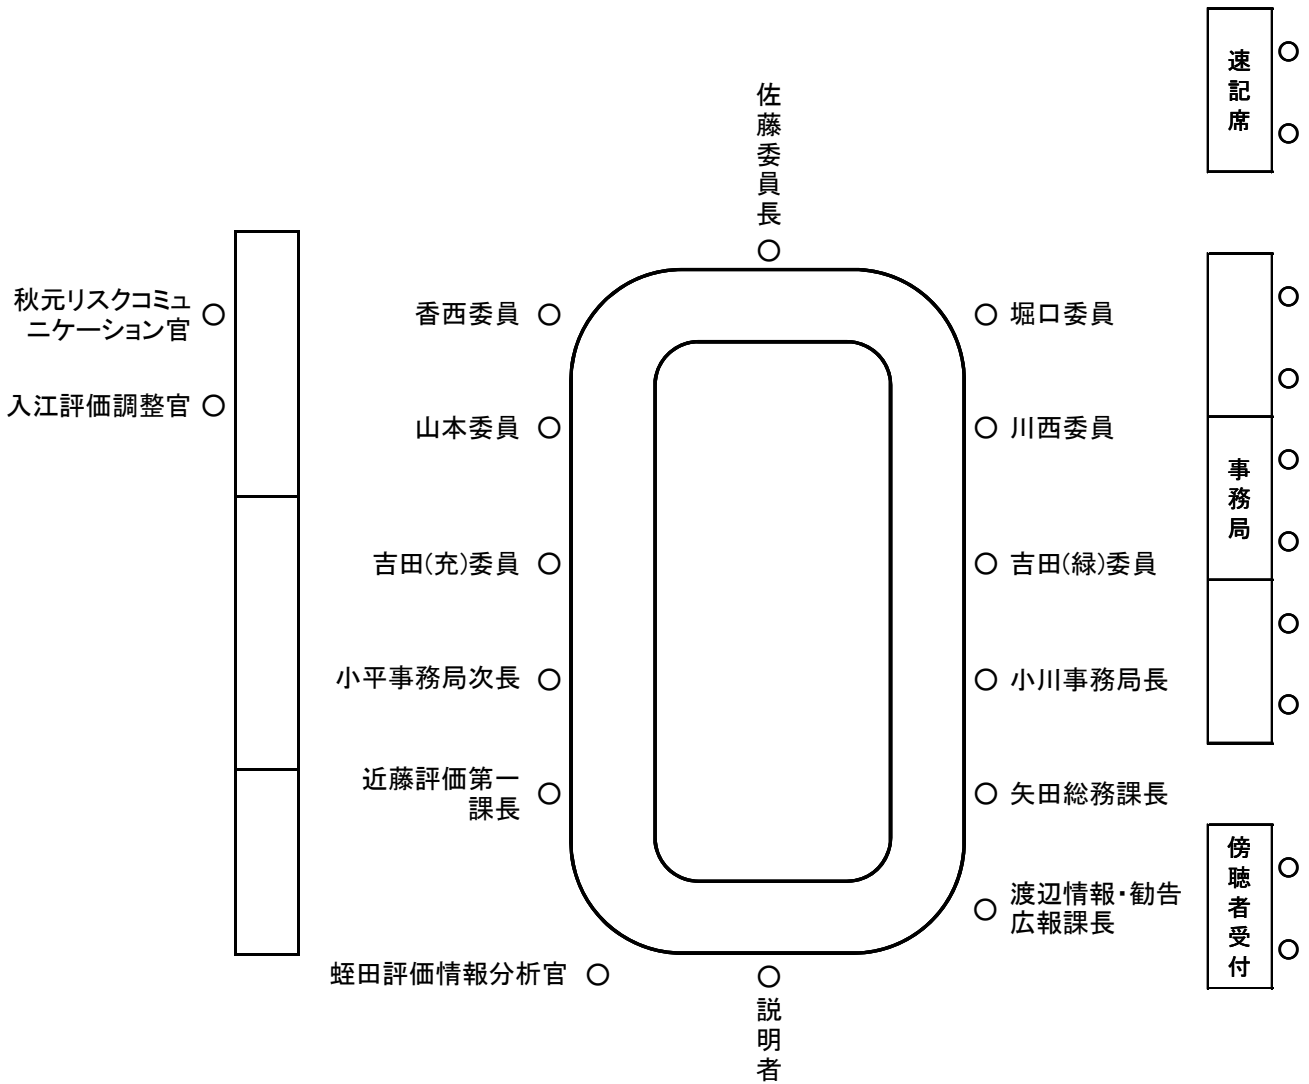 速記席
佐藤委員長
秋元リスクコミュ
ニケーション官
香西委員
堀口委員
入江評価調整官
山本委員
川西委員
事務局
吉田(充)委員
吉田(緑)委員
小平事務局次長
小川事務局長
近藤評価第一
課長
矢田総務課長
傍聴者受付
渡辺情報・勧告
広報課長
蛭田評価情報分析官
説明者